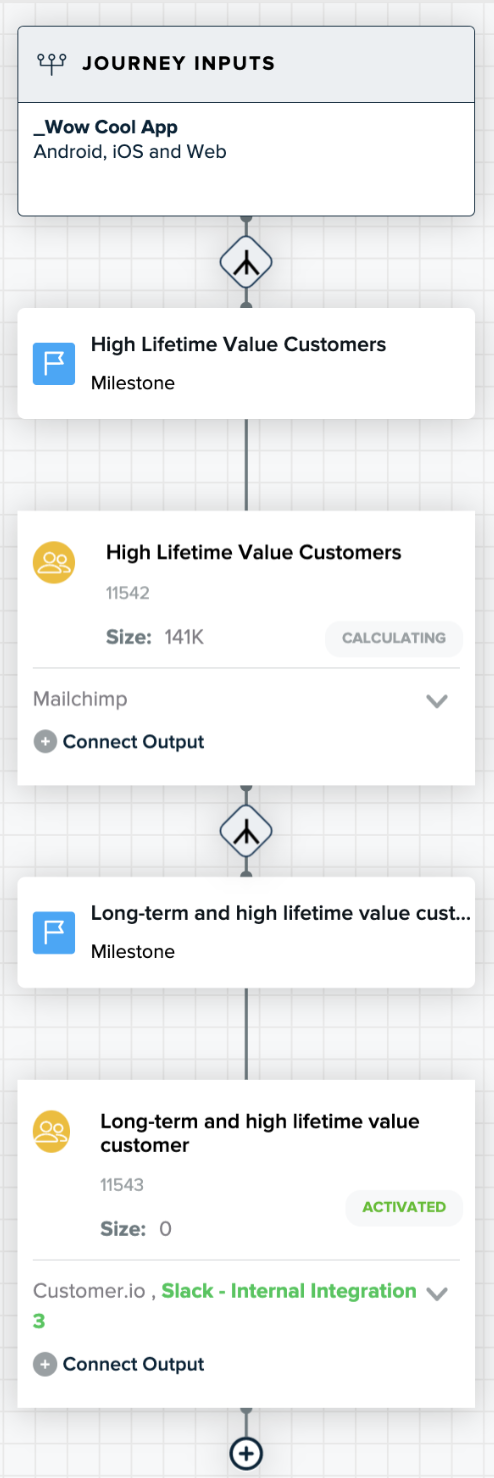 JOURNEY INPUTS
_Wow Cool App
Android, iOS and Web
High Lifetime Value Customers
Milestone
High Lifetime Value Customers
11542
Size: 141K
CALCULATING
Mailchimp
Connect Output
Long-term and high lifetime value cust...
Milestone
Long-term and high lifetime value
customer
11543
ACTIVATED
Size: 0
Customer.io , Slack - Internal Integration
3
Connect Output